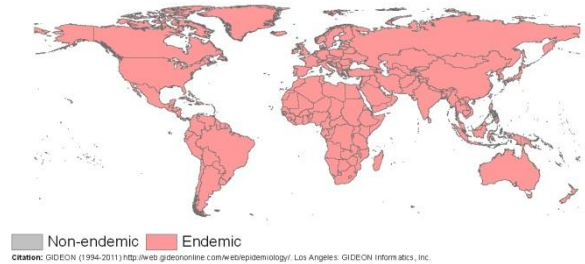 Non-endemic Endemic
Citation: GIDEON (1994-2011) http://web.gideononline.com/web/epidemiology/. Los Angeles: GIDEON Informatics, Inc.